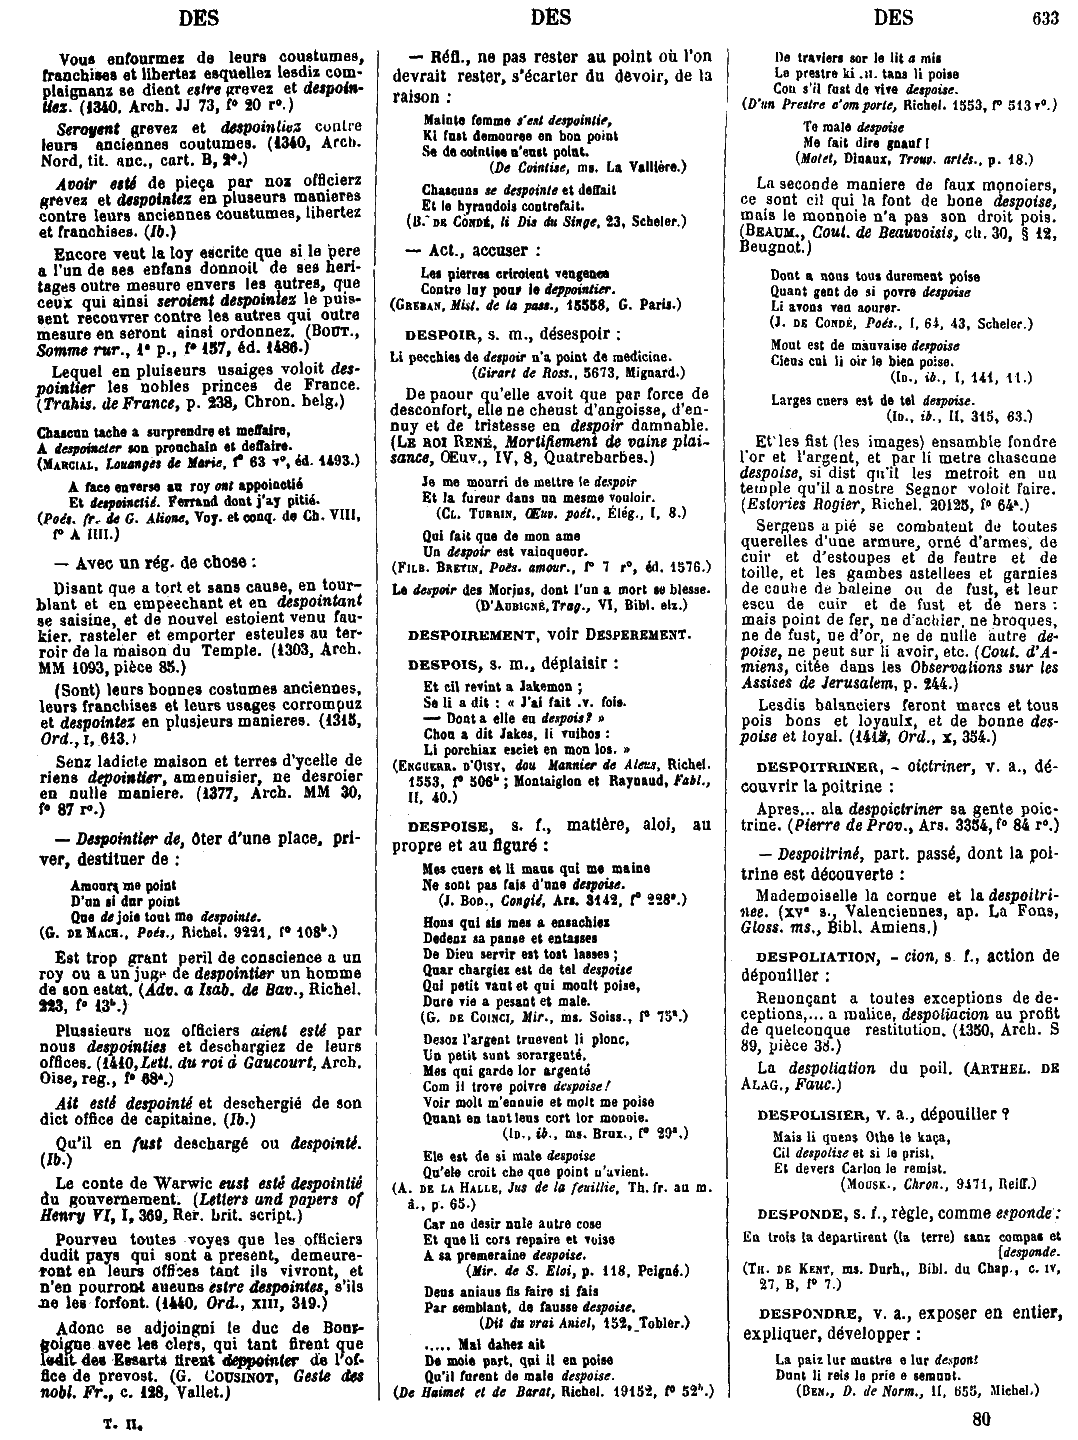 DES
DES
DES
633
Vous enfourmez de leurs coustumes,
franchises et libertez esquellez lesdiz com-
plaignanz se dient estre grevez et despoin-
tiez. (1340, Arch. JJ 73, f° 20 r°.)
Seroyent grevez et despointiez contre
leurs anciennes coutumes. (1340, Arch.
Nord, tit. anc., cart. B, 2ᵉ.)
Avoir esté de pieça par noz officierz
grevez et despointez en pluseurs manieres
contre leurs anciennes coustumes, libertez
et franchises. (Ib.)
Encore veut la loy escrite que si le pere
a l'un de ses enfans donnoit de ses heri-
tages outre mesure envers les autres, que
ceux qui ainsi seroient despointez le puis-
sent recouvrer contre les autres qui outre
mesure en seront ainsi ordonnez. (BOUT.,
Somme rur., 1ᵉ p., f° 157, éd. 1486.)
Lequel en pluiseurs usaiges voloit des-
pointier les nobles princes de France.
(Trahis. de France, p. 238, Chron. belg.)
Chascun tache a surprendre et meffaire,
A despoincter son prouchain et deffaire.
(MARCIAL, Louanges de Marie, f° 63 v°, éd. 1493.)
A face enverse au roy ont appoinctié
Et despoinctié. Ferrand dont j'ay pitié.
(Poés. fr. de G. Alione, Voy. et conq. de Ch. VIII,
f° A IIII.)
— Avec un rég. de chose :
Disant que a tort et sans cause, en tour-
blant et en empeechant et en despointant
se saisine, et de nouvel estoient venu fau-
kier, rasteler et emporter esteules au ter-
roir de la maison du Temple. (1303, Arch.
MM 1093, pièce 85.)
(Sont) leurs bonnes costumes anciennes,
leurs franchises et leurs usages corrompuz
et despointez en plusjeurs manieres. (1315,
Ord., I, 613.)
Senz ladicte maison et terres d'ycelle de
riens depointier, amenuisier, ne desroier
en nulle maniere. (1377, Arch. MM 30,
f° 87 r°.)
— Despointier de, ôter d'une place, pri-
ver, destituer de :
Amours me point
D'un si dur point
Que de joie tout me despointe.
(G. DE MACH., Poés., Richel. 9221, f° 108ᵇ.)
Est trop grant peril de conscience a un
roy ou a un juge de despointier un homme
de son estat. (Adv. a Isab. de Bav., Richel.
223, f° 13ᵇ.)
Plussieurs noz officiers aient esté par
nous despointies et deschargiez de leurs
offices. (1410, Lett. du roi à Gaucourt, Arch.
Oise, reg., f° 68ᵃ.)
Ait esté despointé et deschergié de son
dict office de capitaine. (Ib.)
Qu'il en fust deschargé ou despointé.
(Ib.)
Le conte de Warwic eust esté despointié
du gouvernement. (Letters and papers of
Henry VI, I, 369, Rer. brit. script.)
Pourveu toutes voyes que les officiers
dudit pays qui sont a present, demeure-
ront en leurs offices tant ils vivront, et
n'en pourront aucuns estre despointes, s'ils
ne les forfont. (1440, Ord., XIII, 319.)
Adonc se adjoingni le duc de Bour-
goigne avec les clers, qui tant firent que
ledit des Essarts firent deppointer de l'of-
fice de prevost. (G. COUSINOT, Geste des
nobl. Fr., c. 128, Vallet.)
T. II.
— Réfl., ne pas rester au point où l'on
devrait rester, s'écarter du devoir, de la
raison :
Mainte femme s'est despointie,
Ki fust demouree en bon point
Se de cointise n'eust point.
(De Cointise, ms. La Vallière.)
Chascuns se despointe et deffait
Et le hyraudois contrefait.
(B. DE CONDÉ, li Dis du Singe, 23, Scheler.)
— Act., accuser :
Les pierres criroient vengence
Contre luy pour le deppointier.
(GREBAN, Mist. de la pass., 15558, G. Paris.)
DESPOIR, s. m., désespoir :
Li pecchies de despoir n'a point de medicine.
(Girart de Ross., 5673, Mignard.)
De paour qu'elle avoit que par force de
desconfort, elle ne cheust d'angoisse, d'en-
nuy et de tristesse en despoir damnable.
(LE ROI RENÉ, Mortifiement de vaine plai-
sance, Œuv., IV, 8, Quatrebarbes.)
Je me mourri de mettre le despoir
Et la fureur dans un mesme vouloir.
(CL. TURRIN, Œuv. poét., Élég., I, 8.)
Qui fait que de mon ame
Un despoir est vainqueur.
(FILB. BRETIN, Poés. amour., f° 7 r°, éd. 1576.)
Le despoir des Morjns, dont l'un a mort se blesse.
(D'AUBIGNÉ, Trag., VI, Bibl. elz.)
DESPOIREMENT, voir DESPEREMENT.
DESPOIS, s. m., déplaisir :
Et cil revint a Jakemon ;
Se li a dit : « J'ai fait .v. fois.
— Dont a elle eu despois? »
Chou a dit Jakes, li vuihos :
Li porchiax esciet en mon los. »
(ENGUERR. D'OISY, dou Mannier de Aleus, Richel.
1553, f° 506ᵇ; Montaiglon et Raynaud, Fabl.,
II, 40.)
DESPOISE, s. f., matière, aloi, au
propre et au figuré :
Mes cuers et li maus qui me maine
Ne sont pas fais d'une despoise.
(J. BOD., Congié, Ars. 3142, f° 228ᵃ.)
Hons qui sis mes a ensachiez
Dedenz sa panse et entasses
De Dieu servir est tost lasses ;
Quar chargiez est de tel despoise
Qui petit vaut et qui moult poise,
Dure vie a pesant et male.
(G. DE COINCI, Mir., ms. Soiss., f° 75ᵃ.)
Desoz l'argent truevent li plonc,
Un petit sunt sorargenté,
Mes qui garde lor argenté
Com il trove poivre despoise!
Voir molt m'ennuie et molt me poise
Quant en tant leus cort lor monoie.
(ID., ib., ms. Brux., f° 29ᵃ.)
Ele est de si male despoise
Qu'ele croit che que point n'avient.
(A. DE LA HALLE, Jus de la feuillie, Th. fr. au m.
â., p. 65.)
Car ne desir nule autre cose
Et que li cors repaire et voise
A sa premeraine despoise.
(Mir. de S. Eloi, p. 118, Peigné.)
Deus aniaus fis faire si fais
Par semblant, de fausse despoise.
(Dit du vrai Aniel, 152, Tobler.)
..... Mal dahez ait
De moie part, qui il en poise
Qu'il furent de male despoise.
(De Haimet et de Barat, Richel. 19152, f° 52ᵇ.)
De traviers sor le lit a mis
Le prestre ki .II. tans li poise
Cou s'il fust de vive despoise.
(D'un Prestre c'om porte, Richel. 1553, f° 513 r°.)
Te male despoise
Me fait dire gnauf!
(Motet, Dinaux, Trouv. artés., p. 18.)
La seconde maniere de faux monoiers,
ce sont cil qui la font de bone despoise,
mais le monnoie n'a pas son droit pois.
(BEAUM., Cout. de Beauvoisis, ch. 30, § 12,
Beugnot.)
Dont a nous tous durement poise
Quant gent de si povre despoise
Li avons veu aourer.
(J. DE CONDÉ, Poés., I, 64, 43, Scheler.)
Mout est de mauvaise despoise
Cieus cui li oir le bien poise.
(ID., ib., I, 141, 11.)
Larges cuers est de tel despoise.
(ID., ib., II, 315, 63.)
Et les fist (les images) ensamble fondre
l'or et l'argent, et par li metre chascune
despoise, si dist qu'il les metroit en un
temple qu'il a nostre Segnor voloit faire.
(Estories Rogier, Richel. 20125, f° 64ᵃ.)
Sergens a pié se combatent de toutes
querelles d'une armure, orné d'armes, de
cuir et d'estoupes et de feutre et de
toille, et les gambes astellees et garnies
de couhe de baleine ou de fust, et leur
escu de cuir et de fust et de ners :
mais point de fer, ne d'achier, ne broques,
ne de fust, ne d'or, ne de nulle autre de-
poise, ne peut sur li avoir, etc. (Cout. d'A-
miens, citée dans les Observations sur les
Assises de Jerusalem, p. 244.)
Lesdis balanciers feront marcs et tous
pois bons et loyaulx, et de bonne des-
poise et loyal. (1415, Ord., X, 354.)
DESPOITRINER, - oictriner, v. a., dé-
couvrir la poitrine :
Apres... ala despoictriner sa gente poic-
trine. (Pierre de Prov., Ars. 3354, f° 84 r°.)
— Despoitriné, part. passé, dont la poi-
trine est découverte :
Mademoiselle la cornue et la despoitri-
nee. (XVᵉ s., Valenciennes, ap. La Fons,
Gloss. ms., Bibl. Amiens.)
DESPOLIATION, - cion, s. f., action de
dépouiller :
Renonçant a toutes exceptions de de-
ceptions,... a malice, despoliacion au profit
de quelconque restitution. (1350, Arch. S
89, pièce 38.)
La despoliation du poil. (ARTHEL. DE
ALAG., Fauc.)
DESPOLISIER, v. a., dépouiller ?
Mais li quens Othe le kaça,
Cil despolise et si le prist,
Et devers Carlon le remist.
(MOUSK., Chron., 9471, Reiff.)
DESPONDE, s. f., règle, comme esponde :
En trois la departirent (la terre) sanz compas et
[desponde.
(TH. DE KENT, ms. Durh., Bibl. du Chap., c. IV,
27, B, f° 7.)
DESPONDRE, v. a., exposer en entier,
expliquer, développer :
La paiz lur mustre e lur despont
Dunt li reis le prie e semunt.
(BEN., D. de Norm., II, 655, Michel.)
80